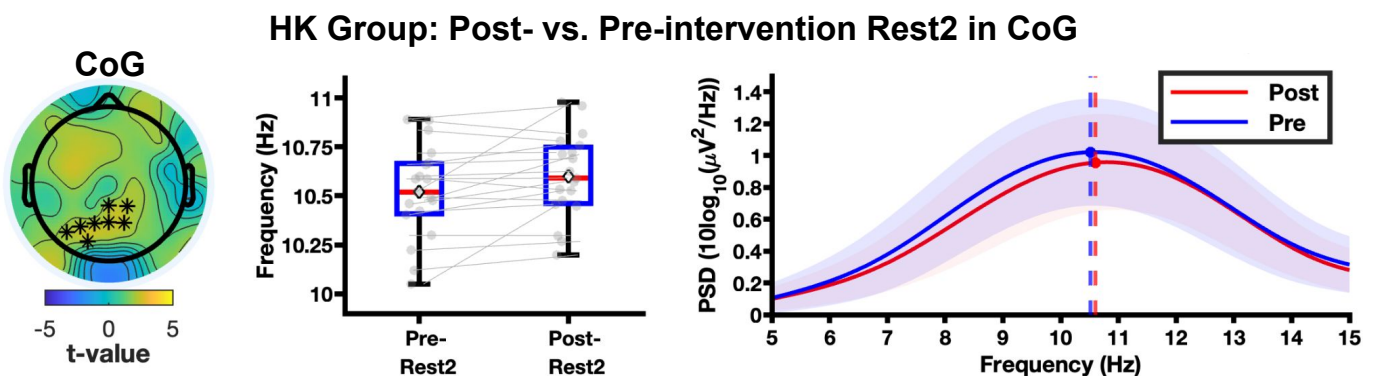 HK Group: Post- vs. Pre-intervention Rest2 in CoG
CoG
-5 0 5
t-value
Frequency (Hz)
11
10.75
10.5
10.25
10
Pre-
Rest2
Post-
Rest2
PSD (10log₁₀(μV²/Hz))
1.4
1.2
1
0.8
0.6
0.4
0.2
0
5 6 7 8 9 10 11 12 13 14 15
Frequency (Hz)
Post
Pre